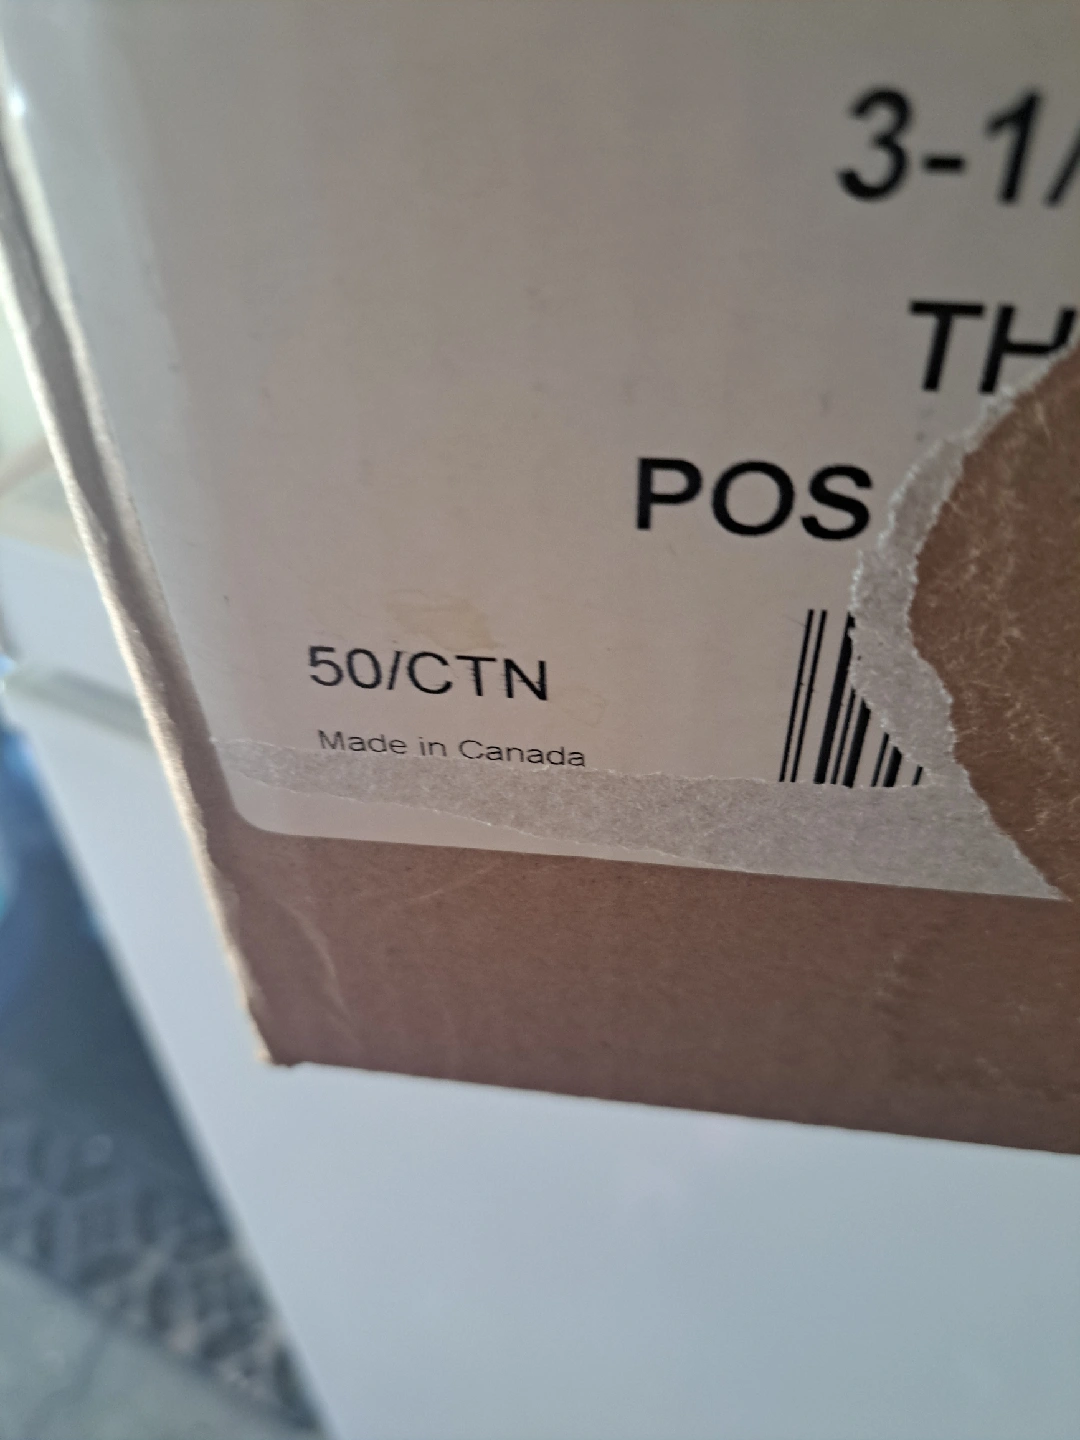 3-1/
TH
POS
50/CTN
Made in Canada